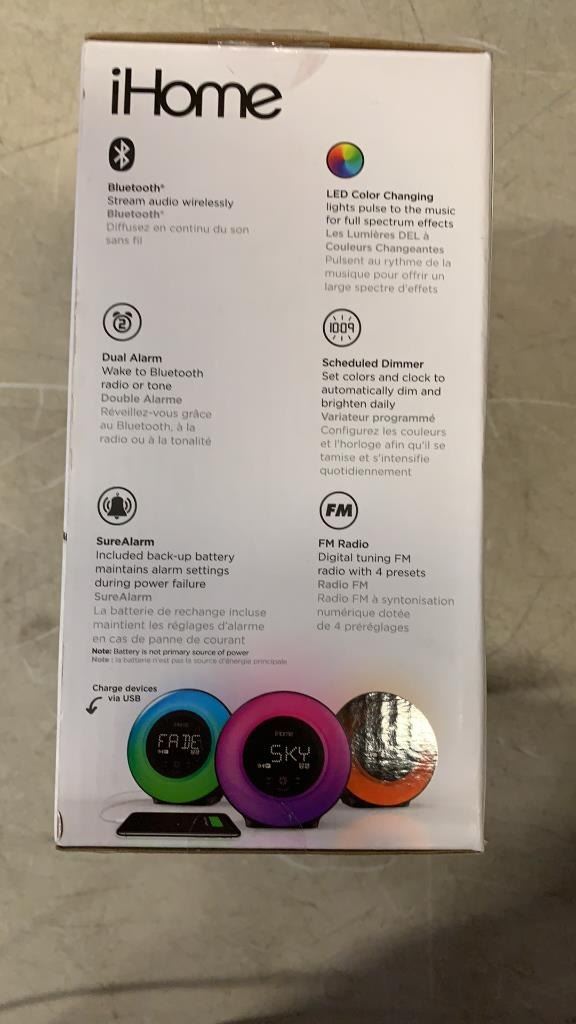 iHome
Bluetooth®
Stream audio wirelessly
Bluetooth®
Diffusez en continu du son
sans fil
LED Color Changing
lights pulse to the music
for full spectrum effects
Les Lumières DEL à
Couleurs Changeantes
Pulsent au rythme de la
musique pour offrir un
large spectre d'effets
2
Dual Alarm
Wake to Bluetooth
radio or tone
Double Alarme
Réveillez-vous grâce
au Bluetooth, à la
radio ou à la tonalité
1009
Scheduled Dimmer
Set colors and clock to
automatically dim and
brighten daily
Variateur programmé
Configurez les couleurs
et l'horloge afin qu'il se
tamise et s'intensifie
quotidiennement
SureAlarm
Included back-up battery
maintains alarm settings
during power failure
SureAlarm
La batterie de rechange incluse
maintient les réglages d'alarme
en cas de panne de courant
Note: Battery is not primary source of power
Note : la batterie n'est pas la source d'énergie principale
FM
FM Radio
Digital tuning FM
radio with 4 presets
Radio FM
Radio FM à syntonisation
numérique dotée
de 4 préréglages
Charge devices
via USB
FADE
iHome
SKY